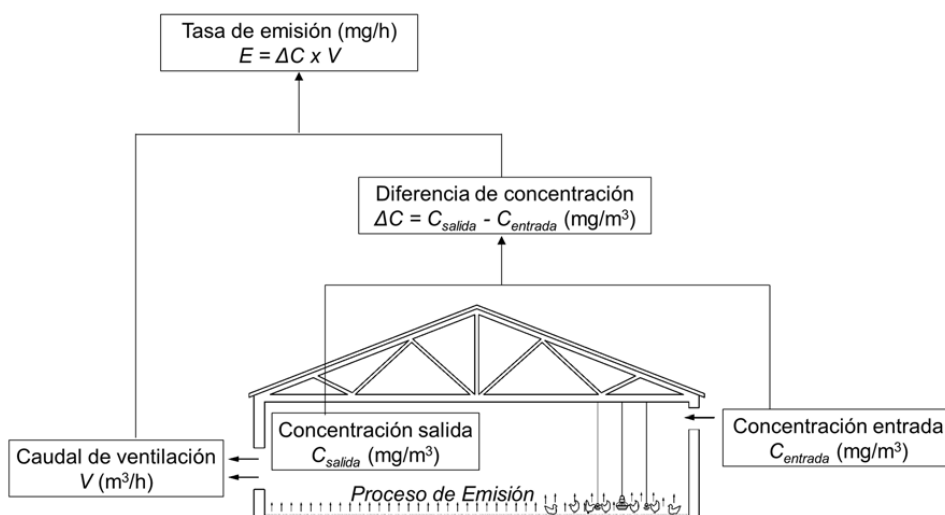 Tasa de emisión (mg/h)
E = ΔC x V
Diferencia de concentración
ΔC = Csalida - Centrada (mg/m³)
Concentración salida
Csalida (mg/m³)
Concentración entrada
Centrada (mg/m³)
Caudal de ventilación
V (m³/h)
Proceso de Emisión